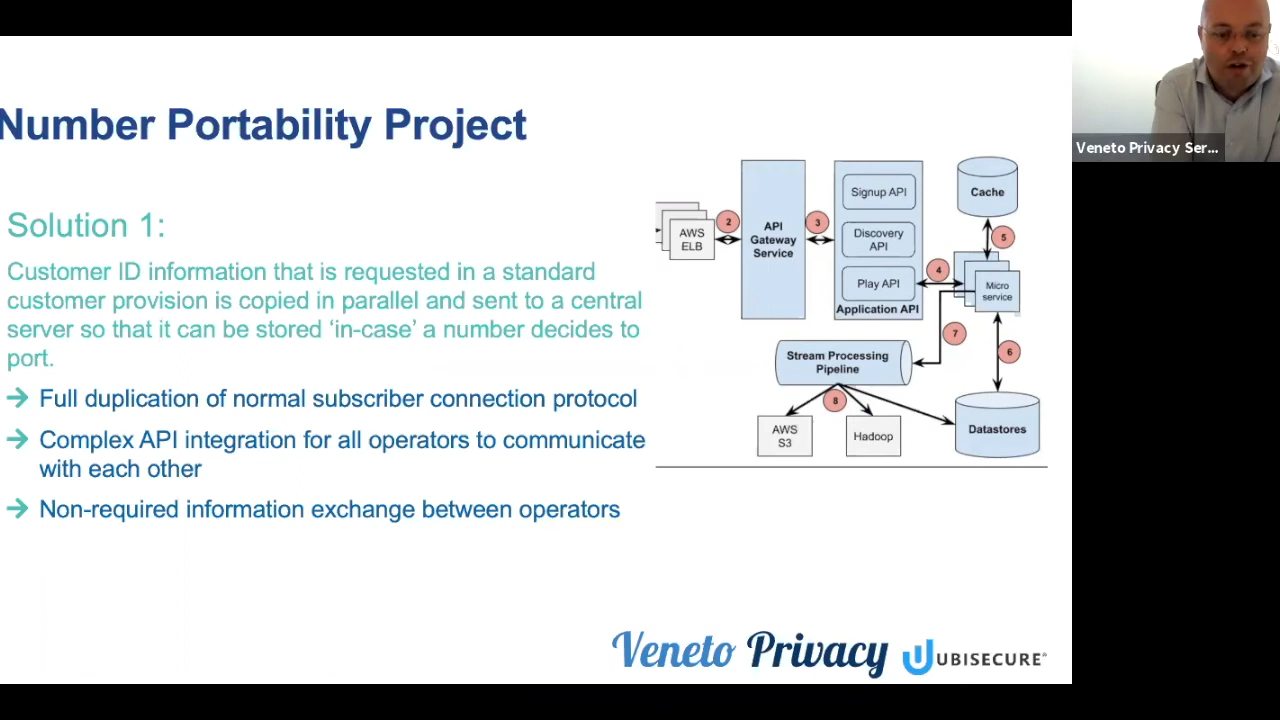 Number Portability Project
Solution 1:
Customer ID information that is requested in a standard
customer provision is copied in parallel and sent to a central
server so that it can be stored ‘in-case’ a number decides to
port.
Full duplication of normal subscriber connection protocol
Complex API integration for all operators to communicate
with each other
Non-required information exchange between operators
AWS
ELB
2
API
Gateway
Service
3
Signup API
Discovery
API
Play API
Application API
Cache
5
4
Micro
service
7
6
Stream Processing
Pipeline
8
AWS
S3
Hadoop
Datastores
Veneto Privacy
UBISECURE®
Veneto Privacy Ser...